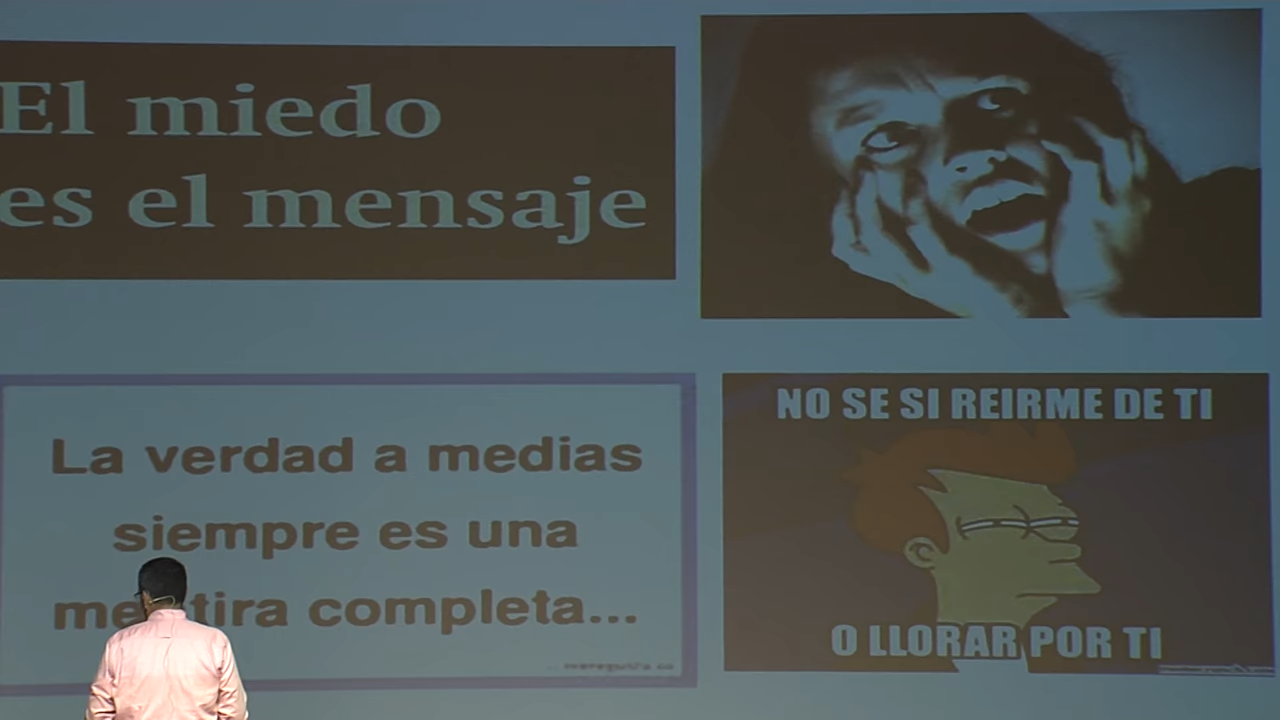 El miedo
es el mensaje
La verdad a medias
siempre es una
mentira completa...
NO SE SI REIRME DE TI
O LLORAR POR TI